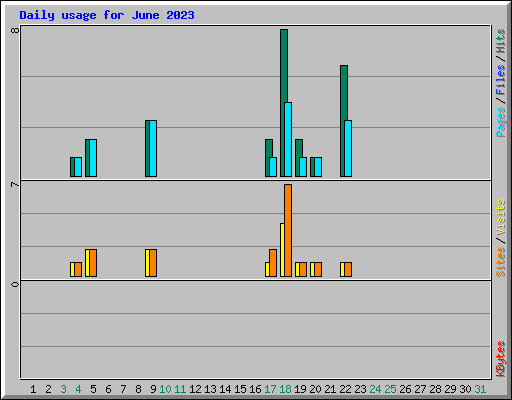 Daily usage for June 2023
8
7
0
Pages / Files / Hits
Sites / Visits
KBytes
1 2 3 4 5 6 7 8 9 10 11 12 13 14 15 16 17 18 19 20 21 22 23 24 25 26 27 28 29 30 31